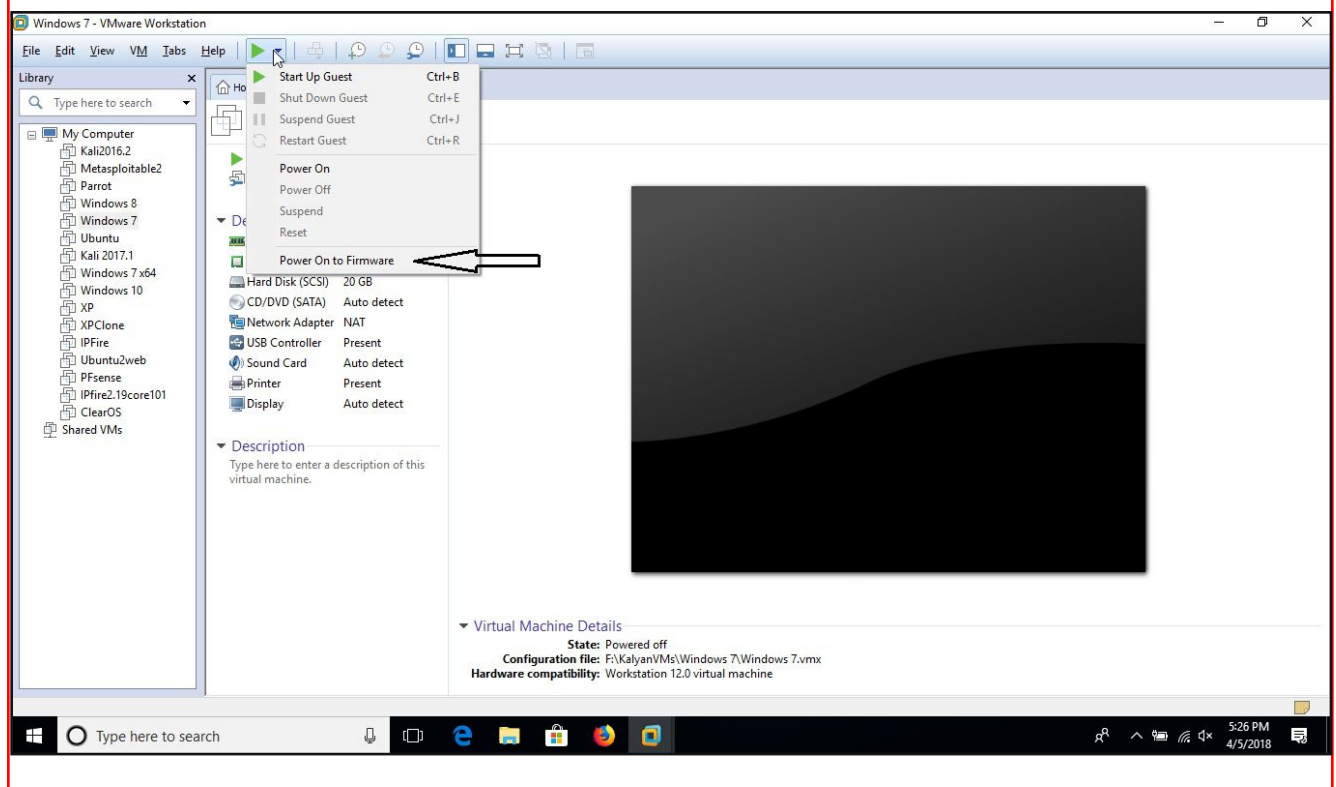 Windows 7 - VMware Workstation
File Edit View VM Tabs Help
Library
Type here to search
My Computer
Kali2016.2
Metasploitable2
Parrot
Windows 8
Windows 7
Ubuntu
Kali 2017.1
Windows 7 x64
Windows 10
XP
XPClone
IPFire
Ubuntu2web
PFsense
IPfire2.19core101
ClearOS
Shared VMs
Start Up Guest Ctrl+B
Shut Down Guest Ctrl+E
Suspend Guest Ctrl+J
Restart Guest Ctrl+R
Power On
Power Off
Suspend
Reset
Power On to Firmware
Hard Disk (SCSI) 20 GB
CD/DVD (SATA) Auto detect
Network Adapter NAT
USB Controller Present
Sound Card Auto detect
Printer Present
Display Auto detect
Description
Type here to enter a description of this
virtual machine.
Virtual Machine Details
State: Powered off
Configuration file: F:\KalyanVMs\Windows 7\Windows 7.vmx
Hardware compatibility: Workstation 12.0 virtual machine
Type here to search
5:26 PM
4/5/2018